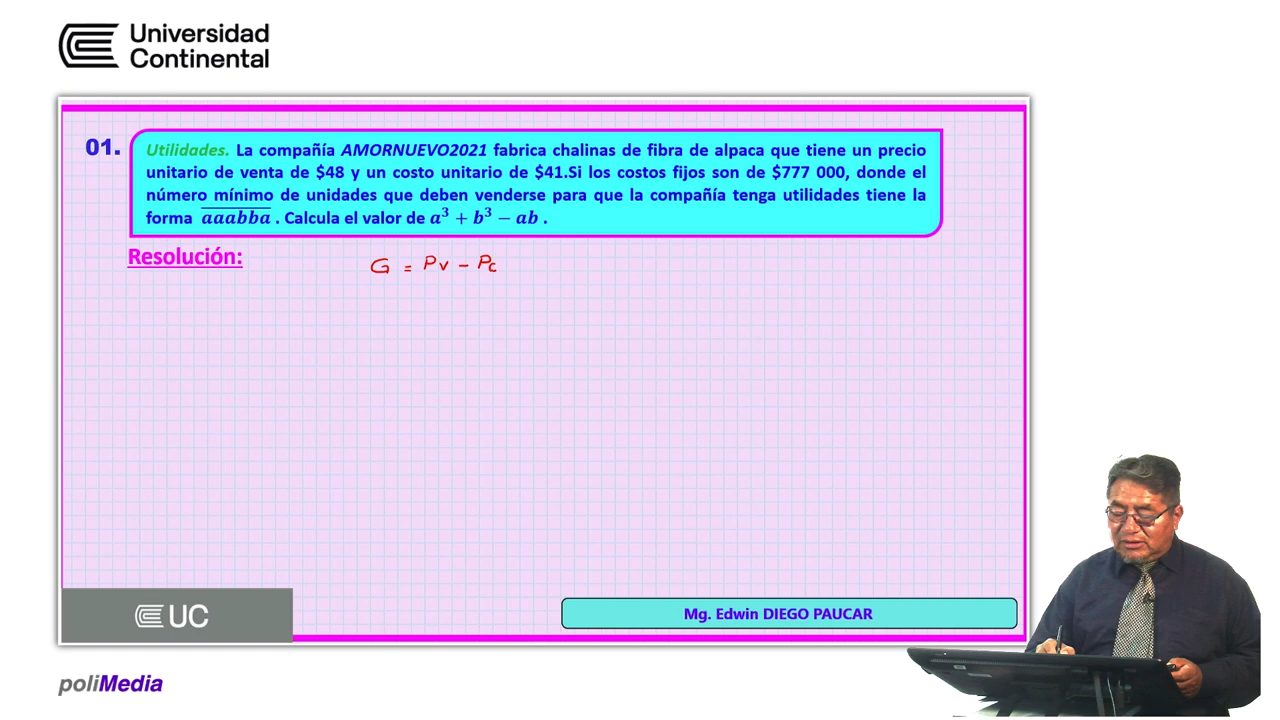 Universidad
Continental
01.
Utilidades. La compañía AMORNUEVO2021 fabrica chalinas de fibra de alpaca que tiene un precio
unitario de venta de $48 y un costo unitario de $41.Si los costos fijos son de $777 000, donde el
número mínimo de unidades que deben venderse para que la compañía tenga utilidades tiene la
forma a̅a̅a̅b̅b̅a̅ . Calcula el valor de a³ + b³ − ab .
Resolución:
G = Pv − Pc
UC
Mg. Edwin DIEGO PAUCAR
poliMedia